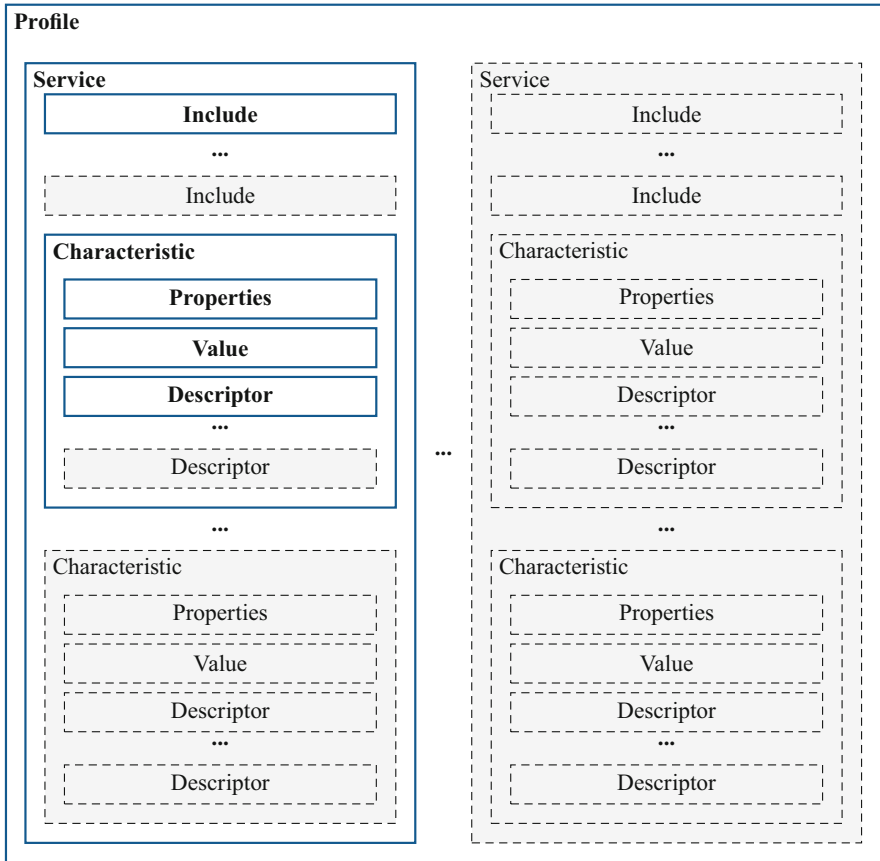 Profile
Service
Include
...
Include
Characteristic
Properties
Value
Descriptor
...
Descriptor
...
Characteristic
Properties
Value
Descriptor
...
Descriptor
...
Service
Include
...
Include
Characteristic
Properties
Value
Descriptor
...
Descriptor
...
Characteristic
Properties
Value
Descriptor
...
Descriptor